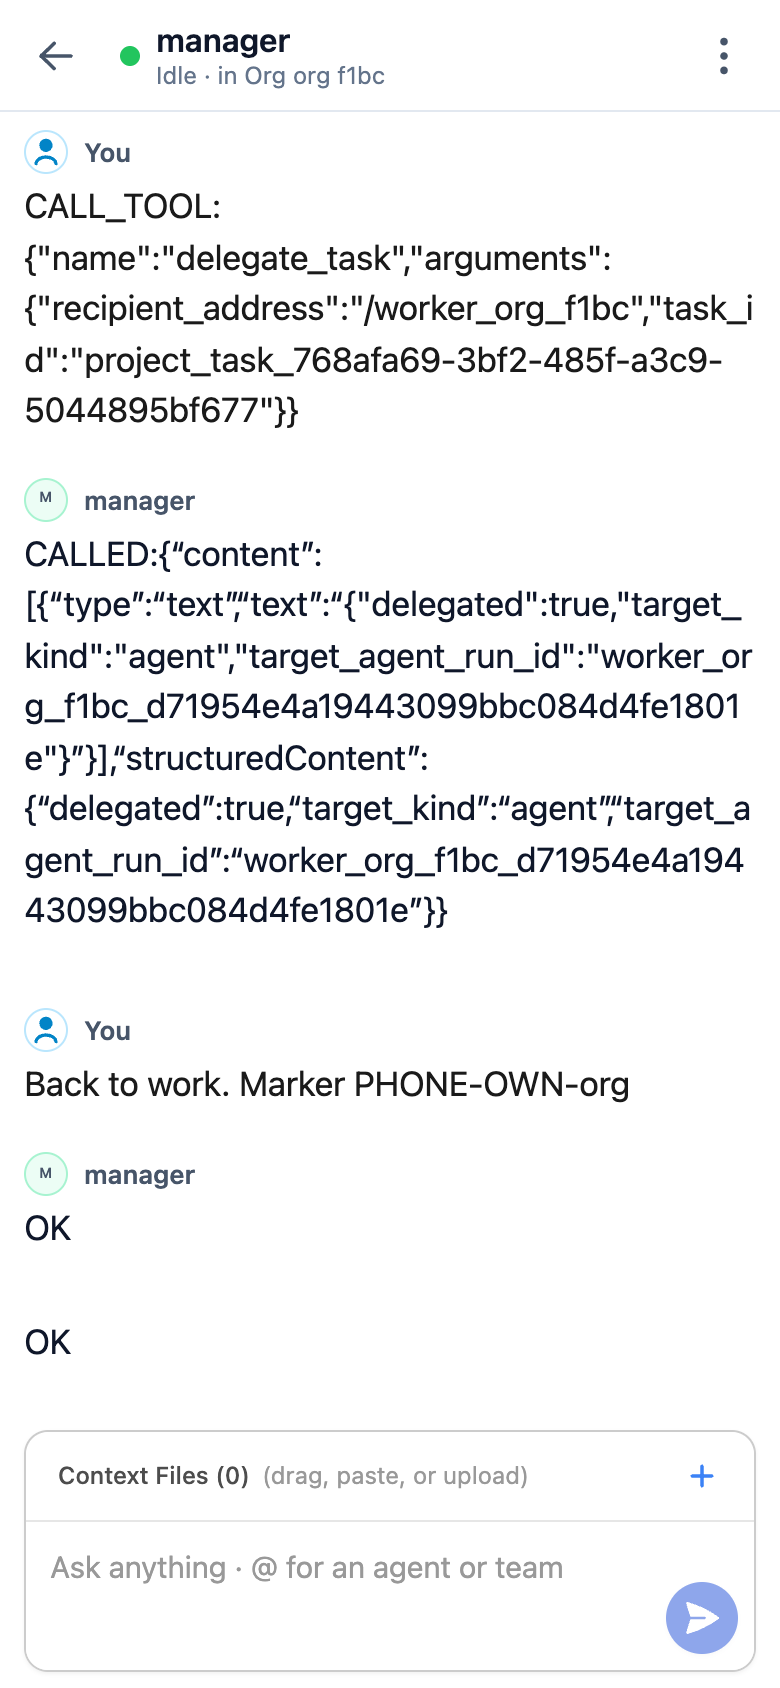 manager
Idle · in Org org f1bc
You
CALL_TOOL:
{"name":"delegate_task","arguments":
{"recipient_address":"/worker_org_f1bc","task_i
d":"project_task_768afa69-3bf2-485f-a3c9-
5044895bf677"}}
M manager
CALLED:{“content”:
[{“type”:“text”,“text”:“{"delegated":true,"target_
kind":"agent","target_agent_run_id":"worker_or
g_f1bc_d71954e4a19443099bbc084d4fe1801
e"}”}],“structuredContent”:
{“delegated”:true,“target_kind”:“agent”,“target_a
gent_run_id”:“worker_org_f1bc_d71954e4a194
43099bbc084d4fe1801e”}}
You
Back to work. Marker PHONE-OWN-org
M manager
OK
OK
Context Files (0) (drag, paste, or upload)
Ask anything · @ for an agent or team